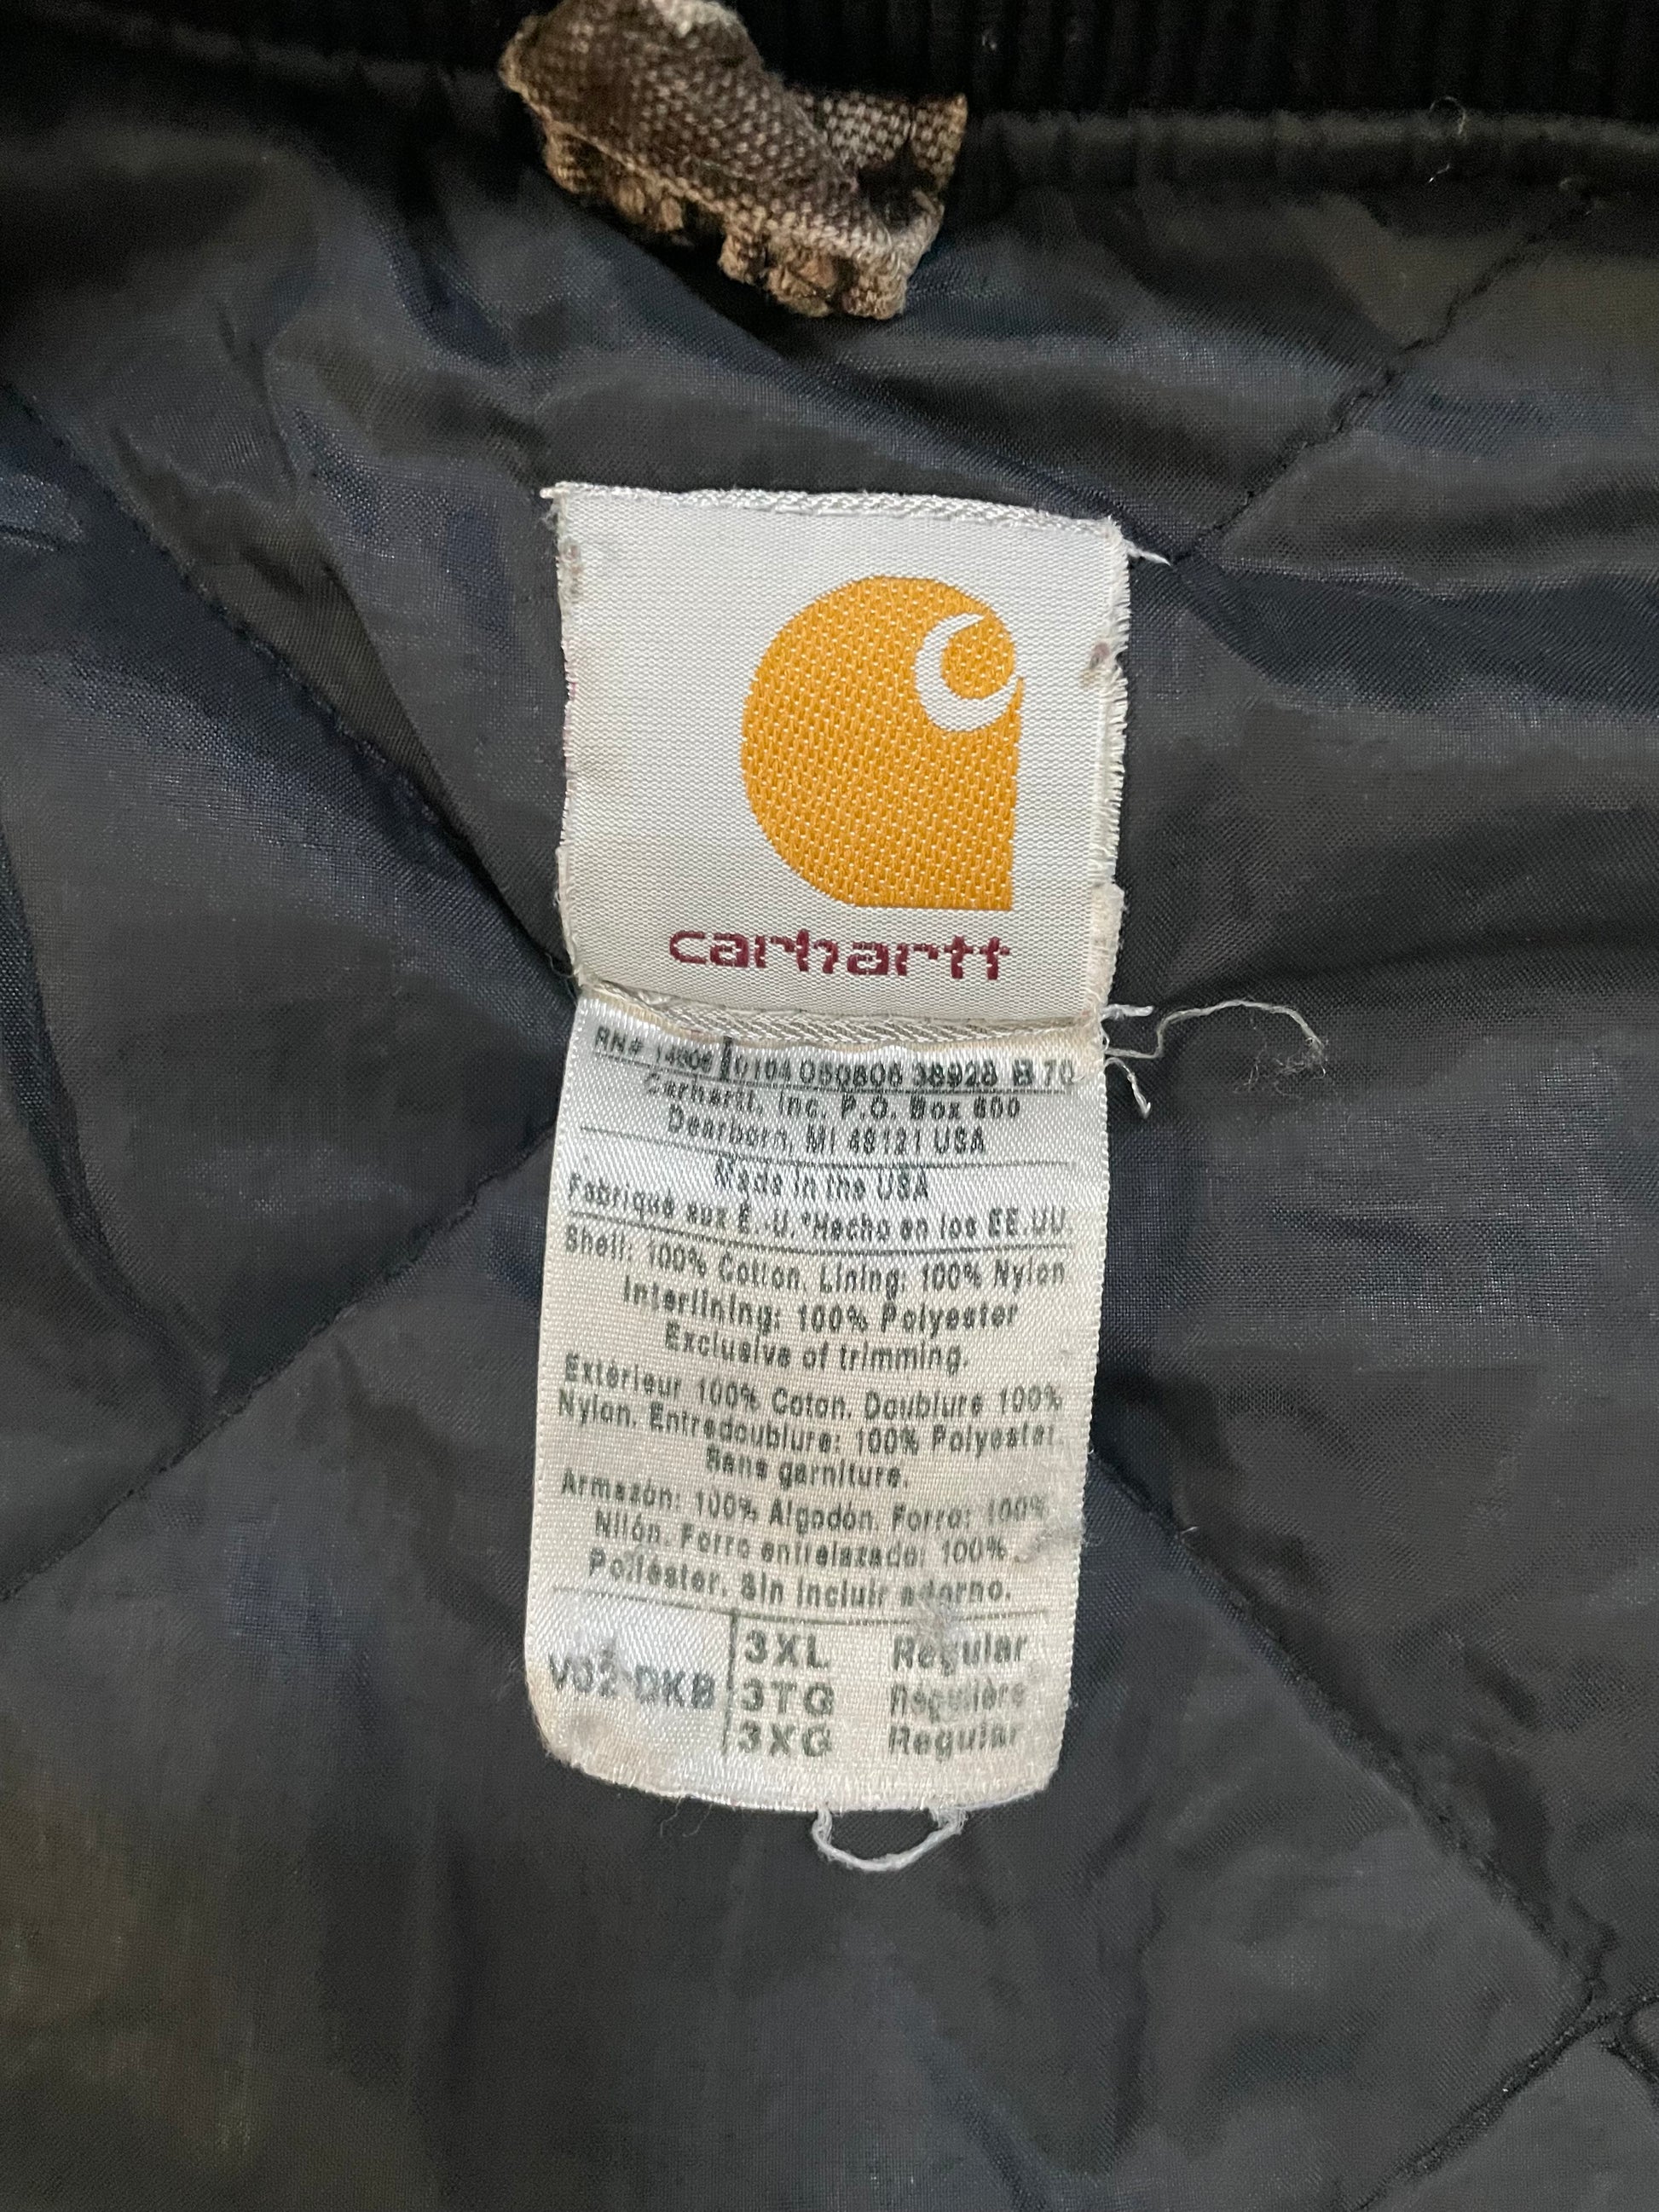 carhartt
RN# 14806 0104 050806 38928 B 70
Carhartt, Inc. P.O. Box 600
Dearborn, MI 48121 USA
Made in the USA
Fabriqué aux É.-U.*Hecho en los EE.UU.
Shell: 100% Cotton. Lining: 100% Nylon
Interlining: 100% Polyester
Exclusive of trimming.
Extérieur 100% Coton. Doublure 100%
Nylon. Entredoublure: 100% Polyester.
Sans garniture.
Armazón: 100% Algodón. Forro: 100%
Nilón. Forro entrelazado: 100%
Poliéster. Sin incluir adorno.
V02-DKB
3XL Regular
3TG Régulière
3XG Regular